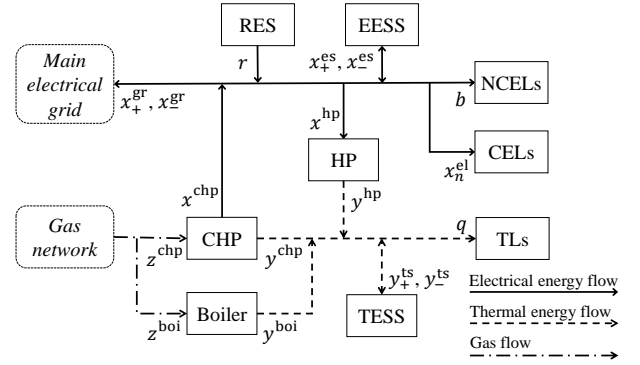 RES
EESS
Main
electrical
grid
r
x₊ᵉˢ, x₋ᵉˢ
NCELs
x₊ᵍʳ, x₋ᵍʳ
b
xʰᵖ
CELs
HP
xₙᵉˡ
xᶜʰᵖ
yʰᵖ
Gas
network
q
CHP
TLs
zᶜʰᵖ
yᶜʰᵖ
y₊ᵗˢ, y₋ᵗˢ
Electrical energy flow
Boiler
TESS
Thermal energy flow
zᵇᵒⁱ
yᵇᵒⁱ
Gas flow